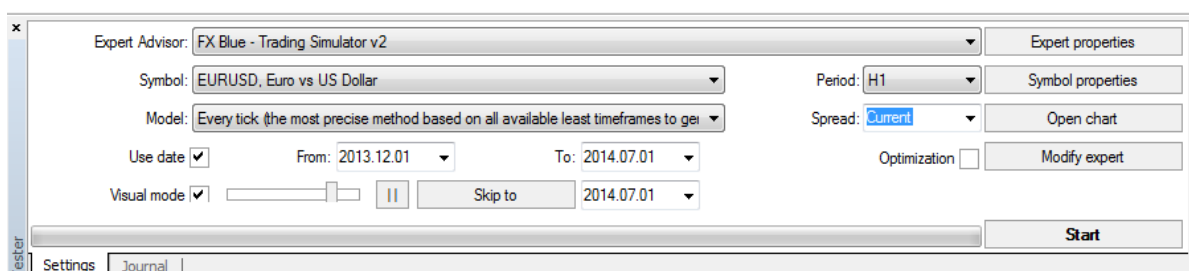 ×
Expert Advisor: FX Blue - Trading Simulator v2 Expert properties
Symbol: EURUSD, Euro vs US Dollar Period: H1 Symbol properties
Model: Every tick (the most precise method based on all available least timeframes to ger Spread: Current Open chart
Use date From: 2013.12.01 To: 2014.07.01 Optimization Modify expert
Visual mode Skip to 2014.07.01
Start
ester
Settings Journal